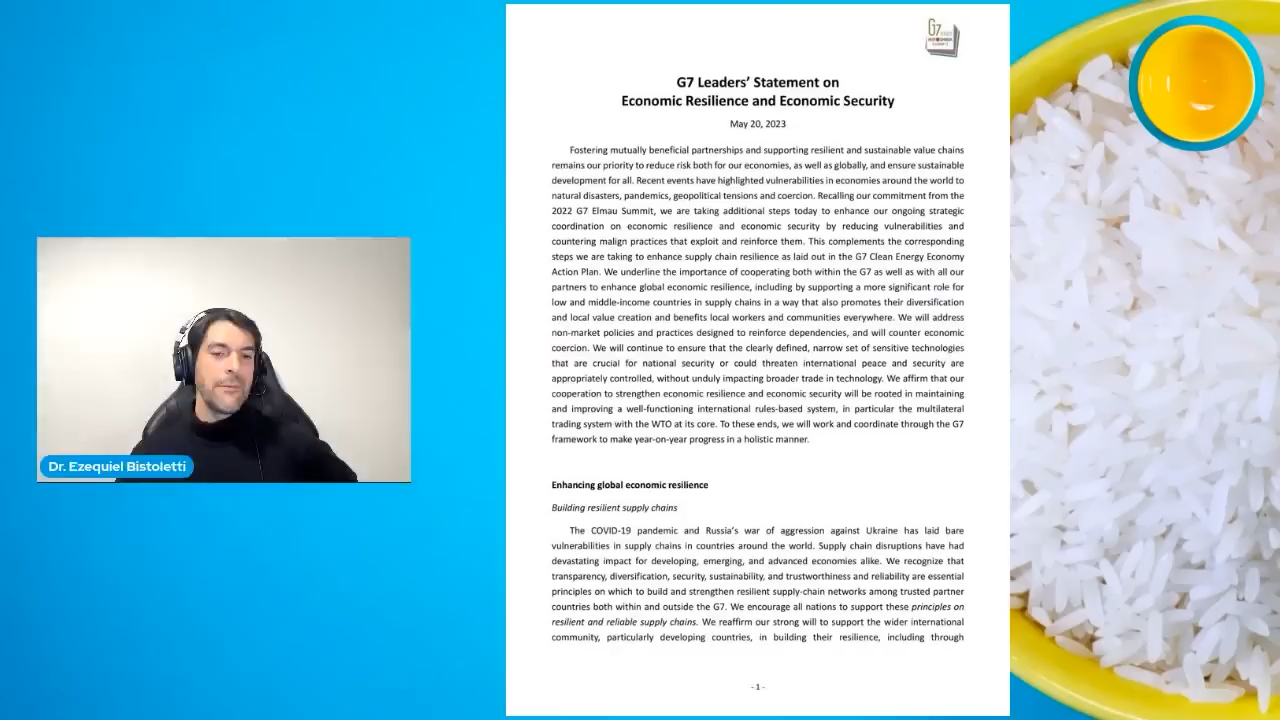 G7
G7 Leaders’ Statement on
Economic Resilience and Economic Security
May 20, 2023
Fostering mutually beneficial partnerships and supporting resilient and sustainable value chains
remains our priority to reduce risk both for our economies, as well as globally, and ensure sustainable
development for all. Recent events have highlighted vulnerabilities in economies around the world to
natural disasters, pandemics, geopolitical tensions and coercion. Recalling our commitment from the
2022 G7 Elmau Summit, we are taking additional steps today to enhance our ongoing strategic
coordination on economic resilience and economic security by reducing vulnerabilities and
countering malign practices that exploit and reinforce them. This complements the corresponding
steps we are taking to enhance supply chain resilience as laid out in the G7 Clean Energy Economy
Action Plan. We underline the importance of cooperating both within the G7 as well as with all our
partners to enhance global economic resilience, including by supporting a more significant role for
low and middle-income countries in supply chains in a way that also promotes their diversification
and local value creation and benefits local workers and communities everywhere. We will address
non-market policies and practices designed to reinforce dependencies, and will counter economic
coercion. We will continue to ensure that the clearly defined, narrow set of sensitive technologies
that are crucial for national security or could threaten international peace and security are
appropriately controlled, without unduly impacting broader trade in technology. We affirm that our
cooperation to strengthen economic resilience and economic security will be rooted in maintaining
and improving a well-functioning international rules-based system, in particular the multilateral
trading system with the WTO at its core. To these ends, we will work and coordinate through the G7
framework to make year-on-year progress in a holistic manner.
Enhancing global economic resilience
Building resilient supply chains
The COVID-19 pandemic and Russia’s war of aggression against Ukraine has laid bare
vulnerabilities in supply chains in countries around the world. Supply chain disruptions have had
devastating impact for developing, emerging, and advanced economies alike. We recognize that
transparency, diversification, security, sustainability, and trustworthiness and reliability are essential
principles on which to build and strengthen resilient supply-chain networks among trusted partner
countries both within and outside the G7. We encourage all nations to support these principles on
resilient and reliable supply chains. We reaffirm our strong will to support the wider international
community, particularly developing countries, in building their resilience, including through
- 1 -
Dr. Ezequiel Bistoletti